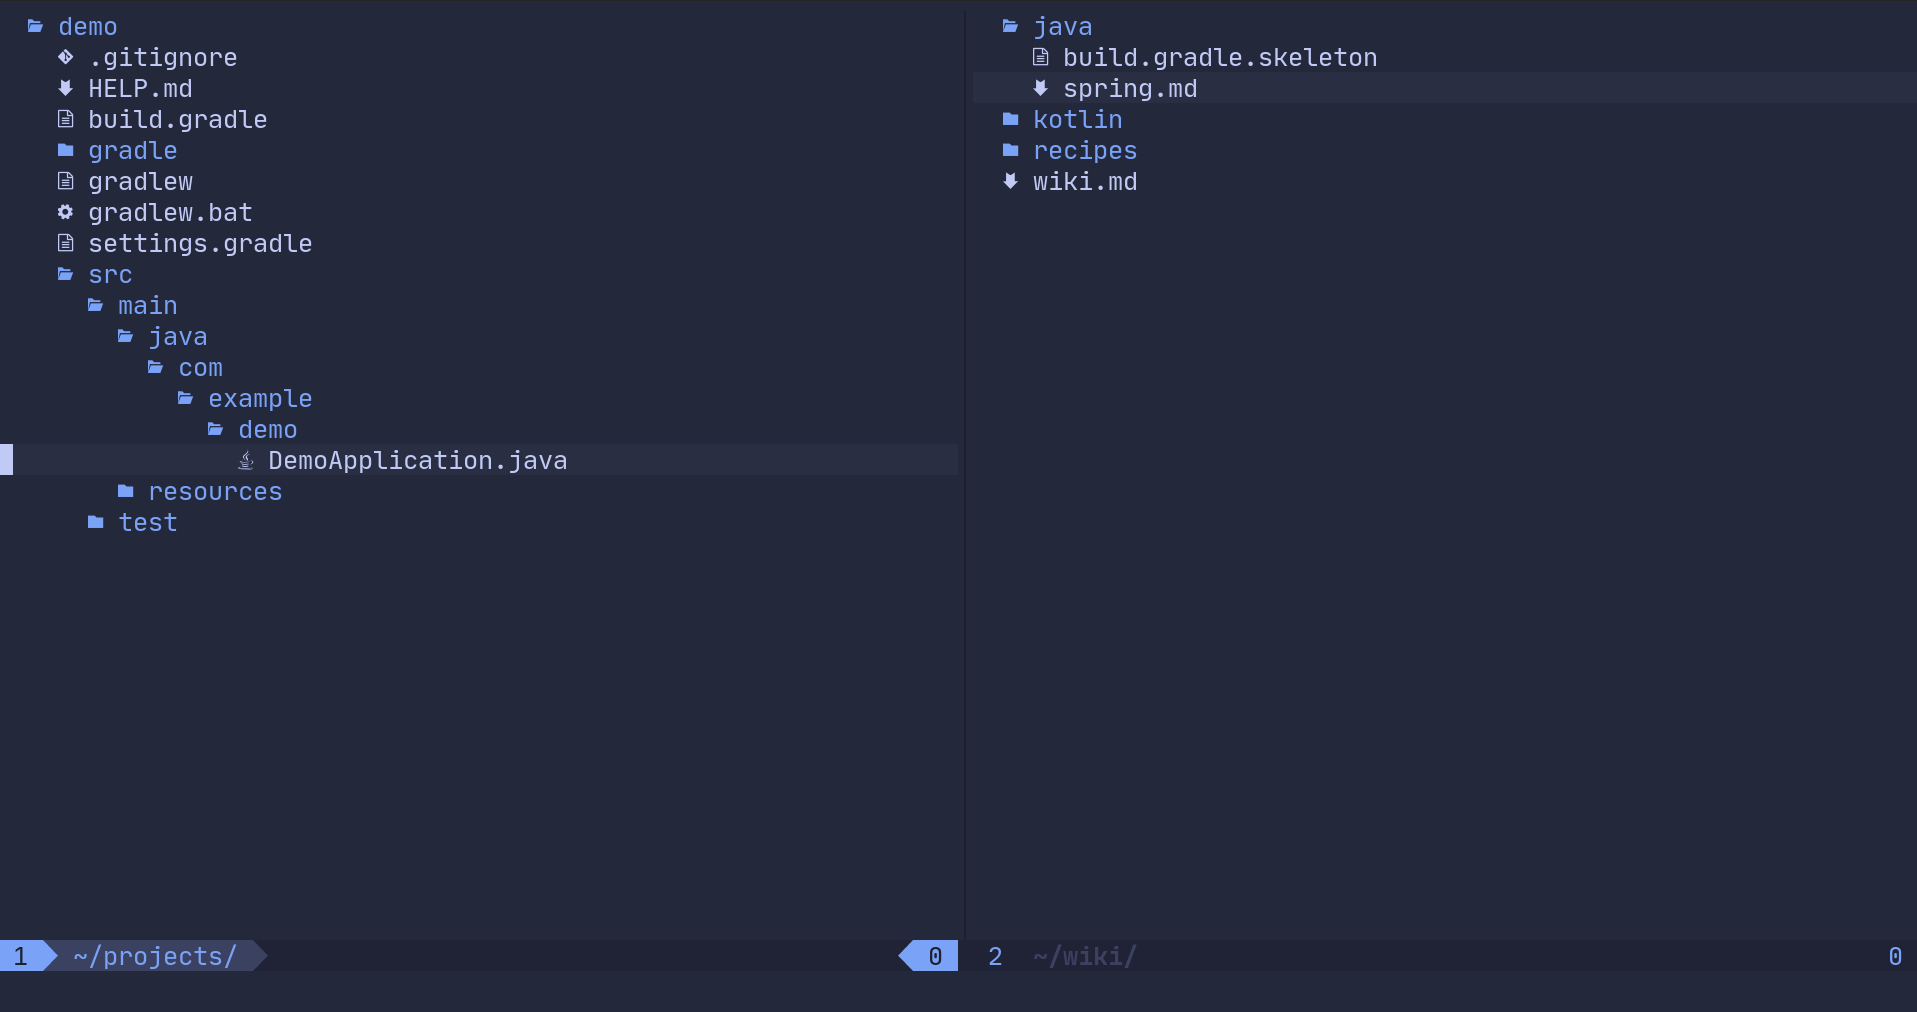 demo
.gitignore
HELP.md
build.gradle
gradle
gradlew
gradlew.bat
settings.gradle
src
main
java
com
example
demo
DemoApplication.java
resources
test
1 ~/projects/ 0
java
build.gradle.skeleton
spring.md
kotlin
recipes
wiki.md
2 ~/wiki/ 0